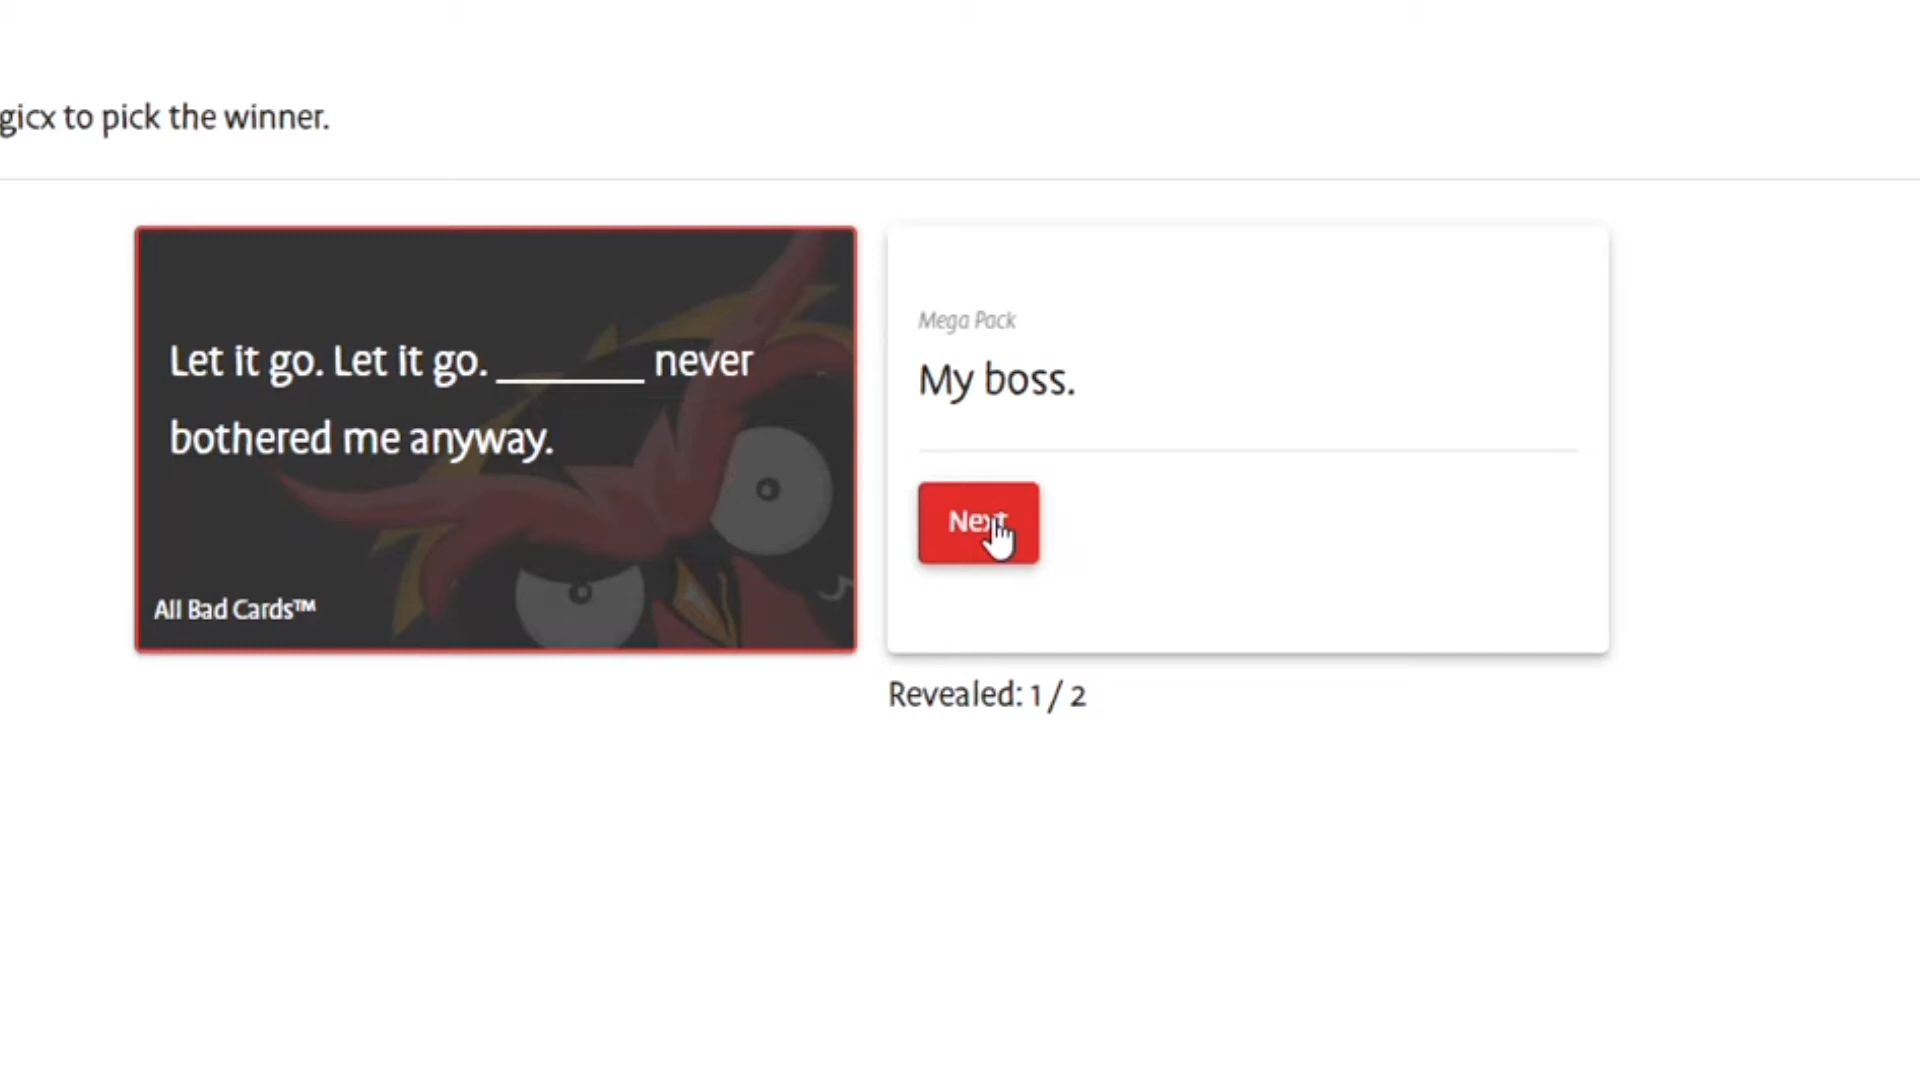 gicx to pick the winner.
Let it go. Let it go. ________ never
bothered me anyway.
All Bad Cards™
Mega Pack
My boss.
Next
Revealed: 1 / 2